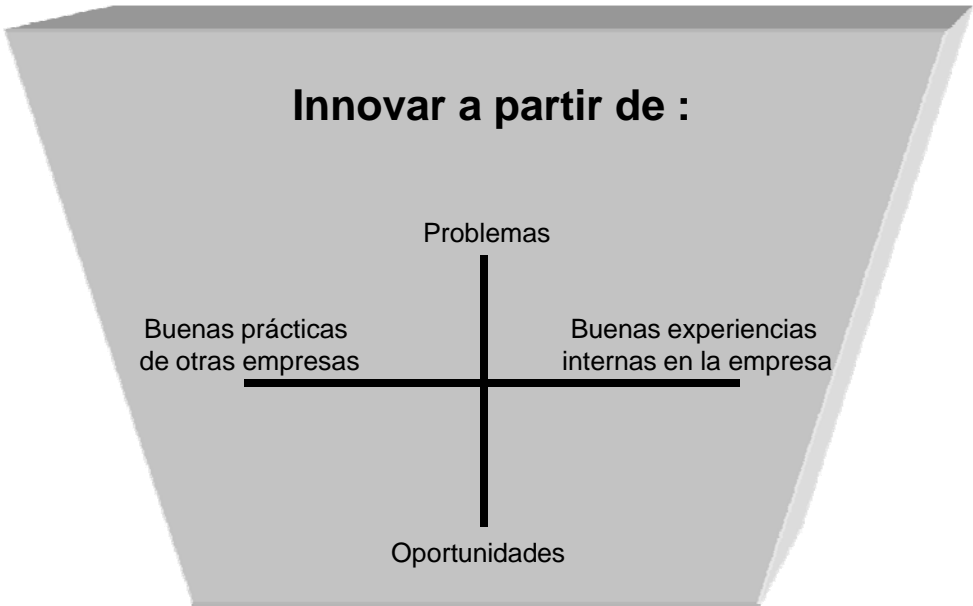 Innovar a partir de :
Problemas
Buenas prácticas
de otras empresas
Buenas experiencias
internas en la empresa
Oportunidades